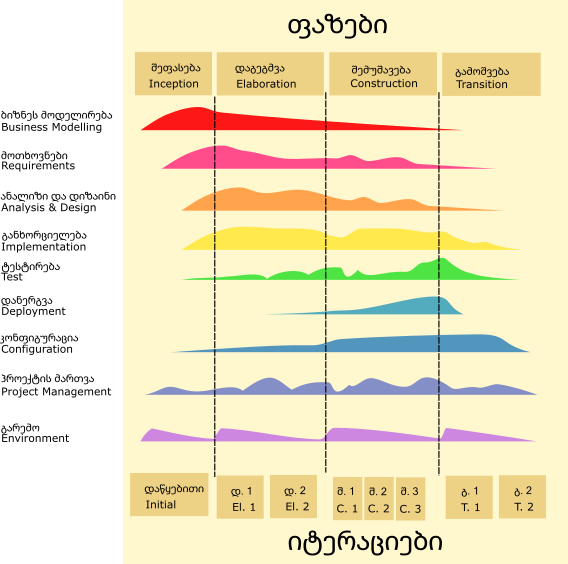 ფაზები
შეფასება
Inception
დაგეგმვა
Elaboration
შემუშავება
Construction
გამოშვება
Transition
ბიზნეს მოდელირება
Business Modelling
მოთხოვნები
Requirements
ანალიზი და დიზაინი
Analysis & Design
განხორციელება
Implementation
ტესტირება
Test
დანერგვა
Deployment
კონფიგურაცია
Configuration
პროექტის მართვა
Project Management
გარემო
Environment
დაწყებითი
Initial
დ. 1
El. 1
დ. 2
El. 2
შ. 1
C. 1
შ. 2
C. 2
შ. 3
C. 3
გ. 1
T. 1
გ. 2
T. 2
იტერაციები